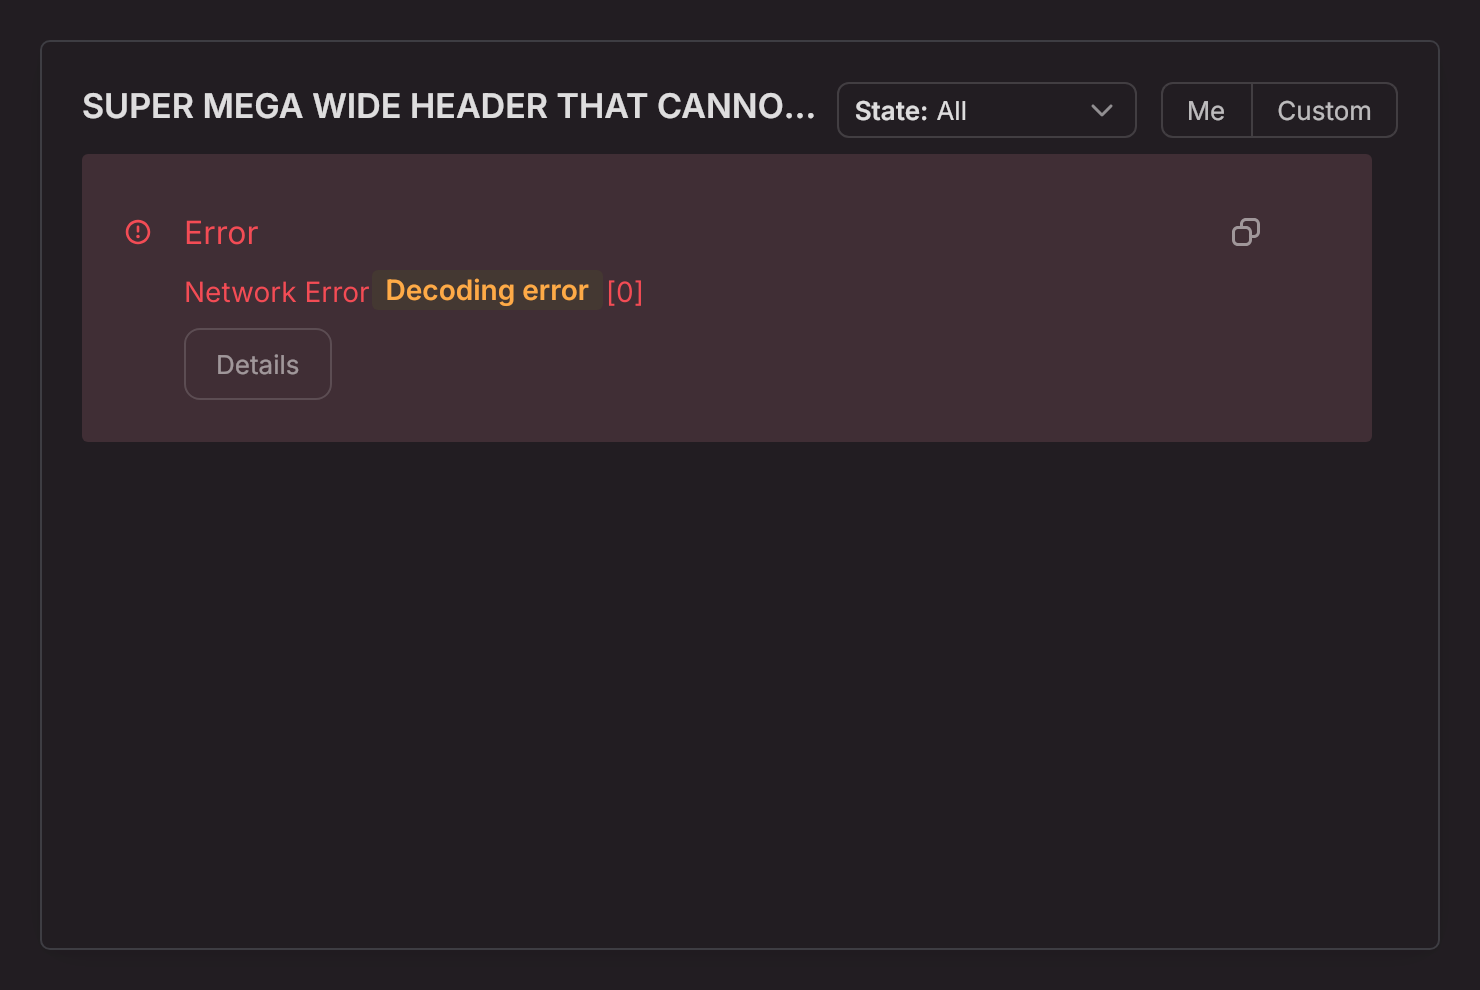 SUPER MEGA WIDE HEADER THAT CANNO...
State: All
Me
Custom
Error
Network Error Decoding error [0]
Details